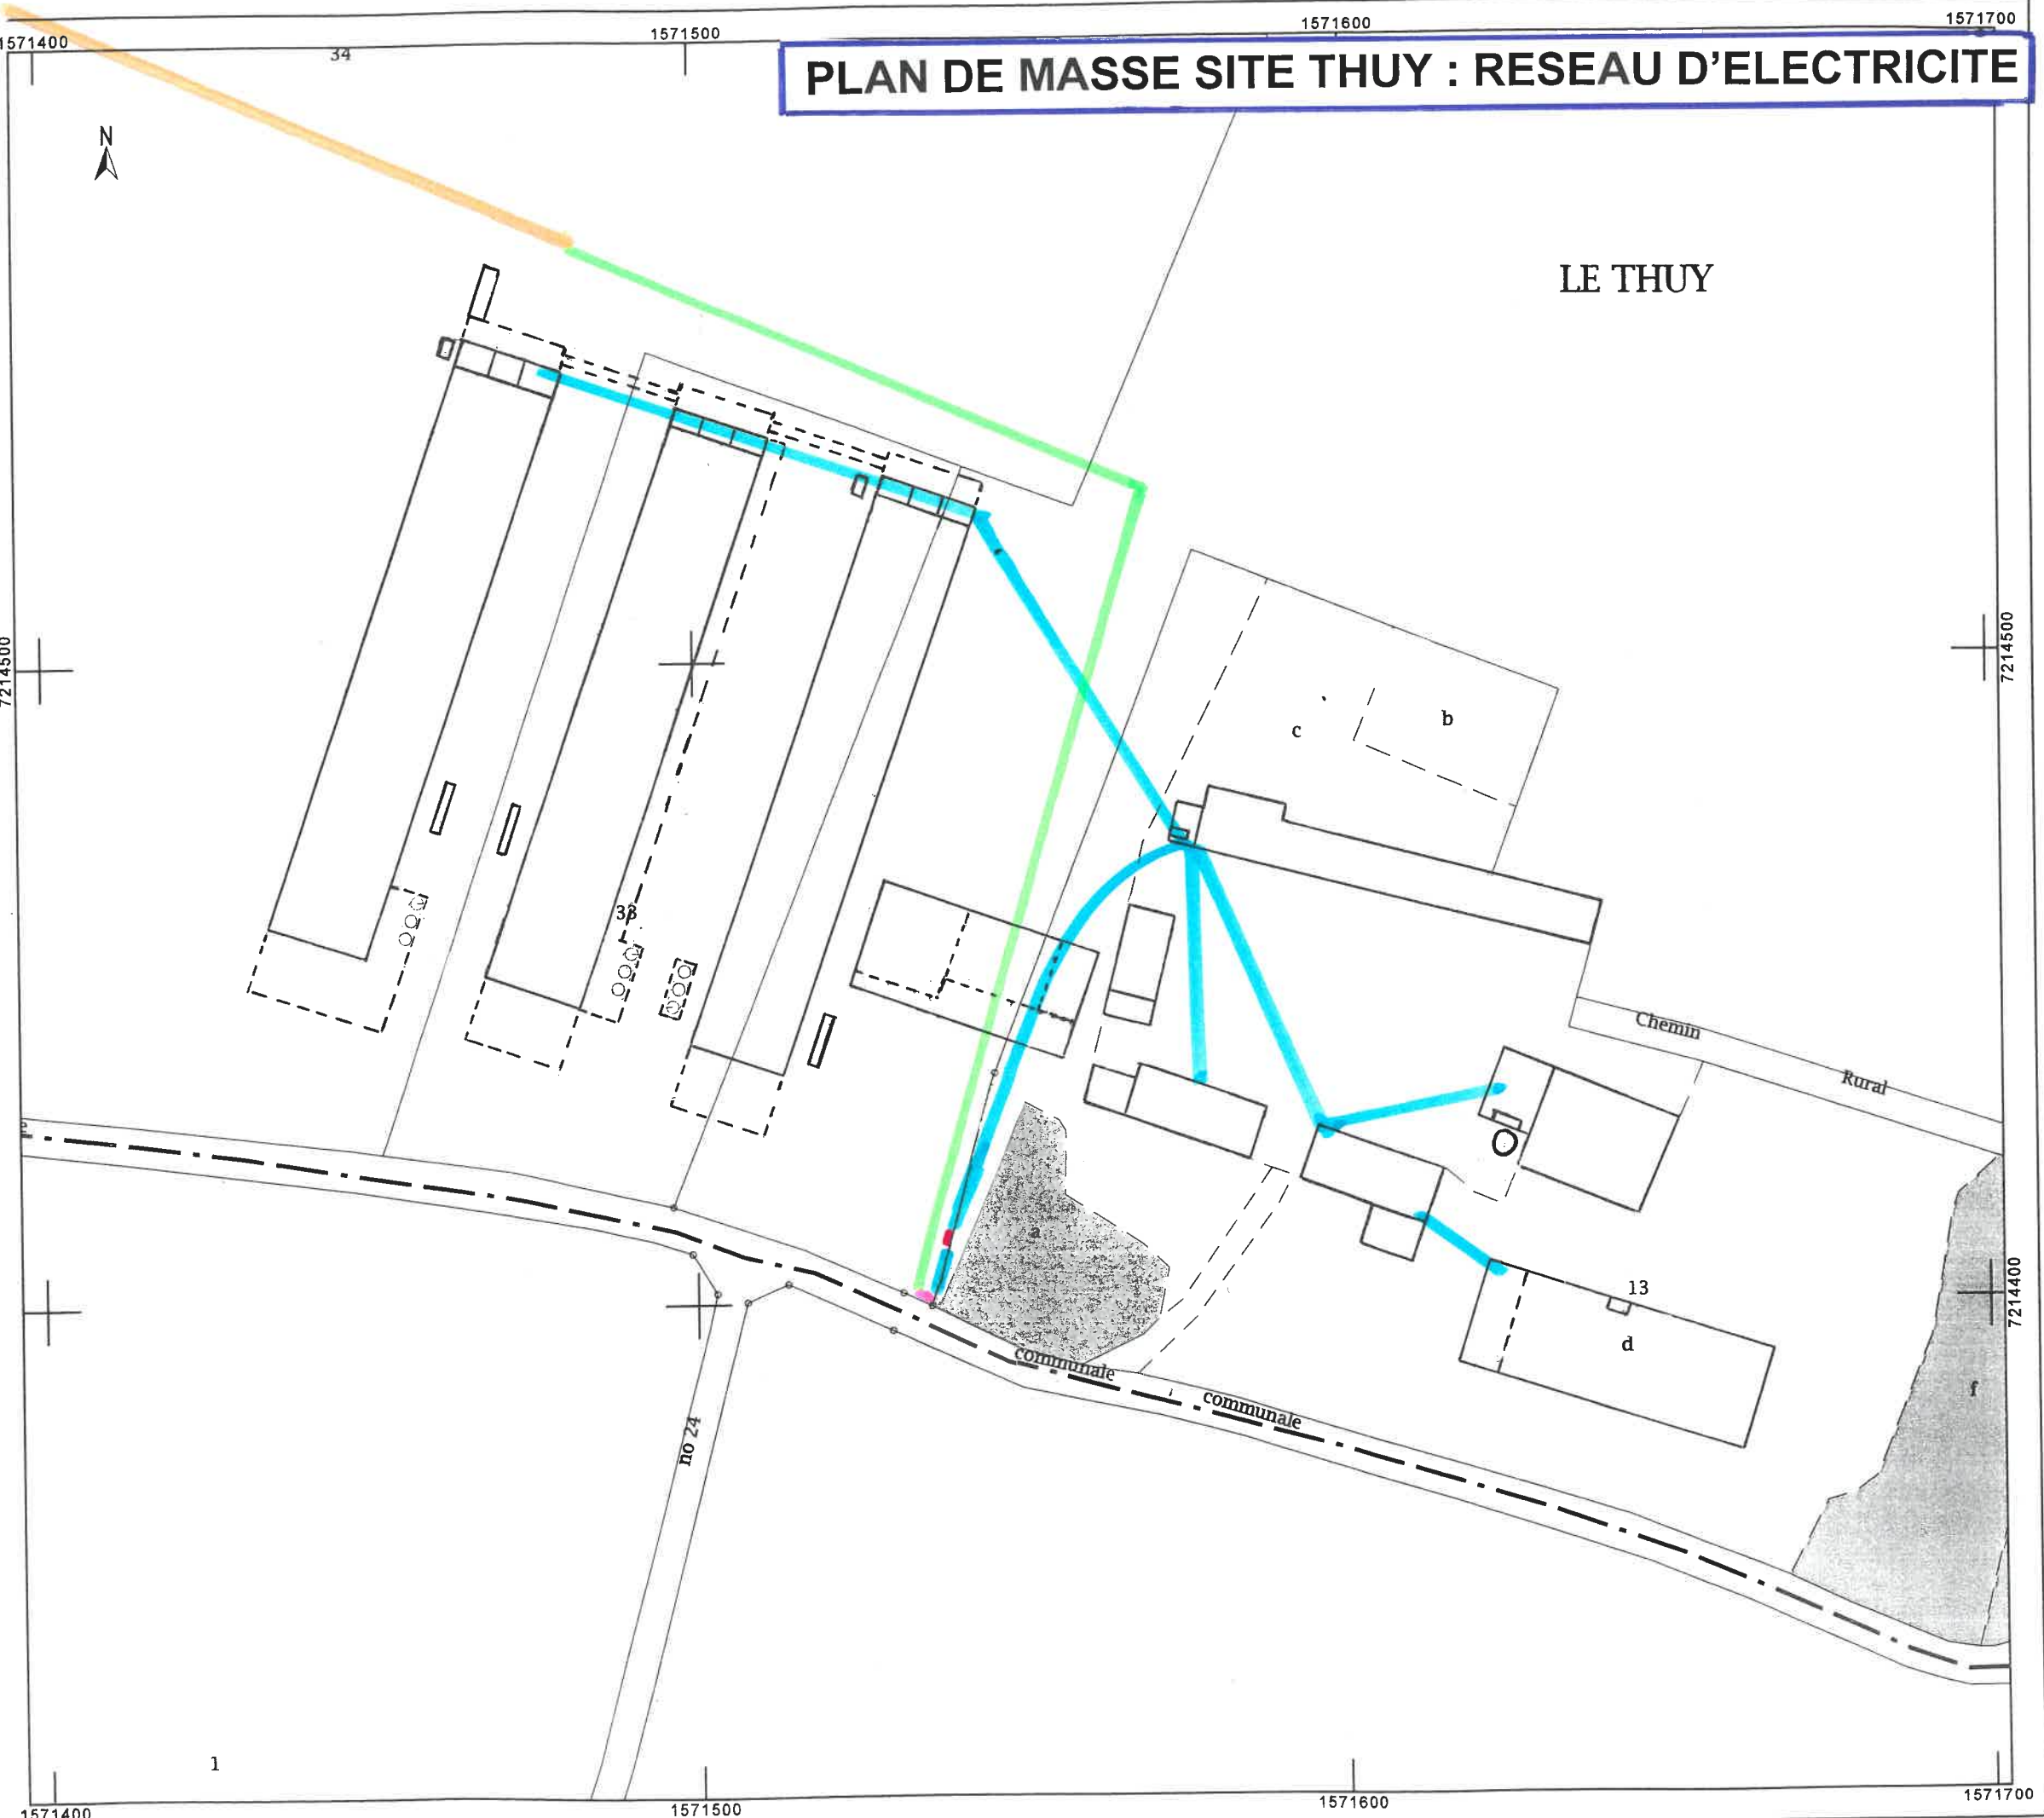 1571400
1571500
1571600
1571700
34
PLAN DE MASSE SITE THUY : RESEAU D'ELECTRICITE
N
LE THUY
7214500
7214500
b
c
33
Chemin
Rural
a
13
d
7214400
communale
communale
f
no 24
1
1571400
1571500
1571600
1571700